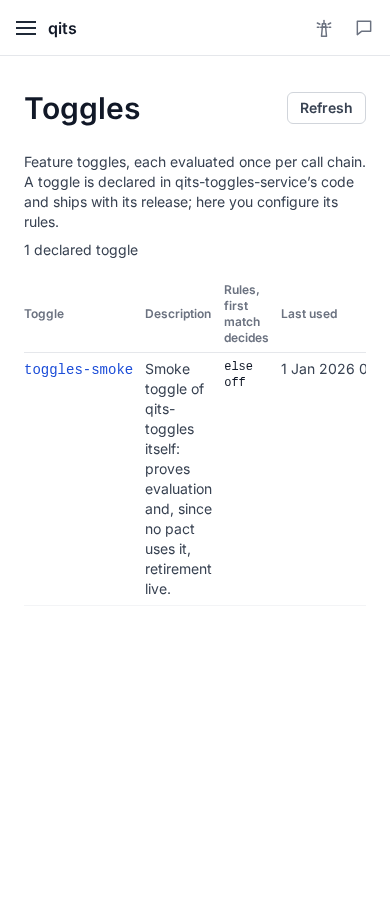 qits
Toggles
Refresh
Feature toggles, each evaluated once per call chain.
A toggle is declared in qits-toggles-service’s code
and ships with its release; here you configure its
rules.
1 declared toggle
Toggle
Description
Rules,
first
match
decides
Last used
toggles-smoke
Smoke
toggle of
qits-
toggles
itself:
proves
evaluation
and, since
no pact
uses it,
retirement
live.
else
off
1 Jan 2026 0